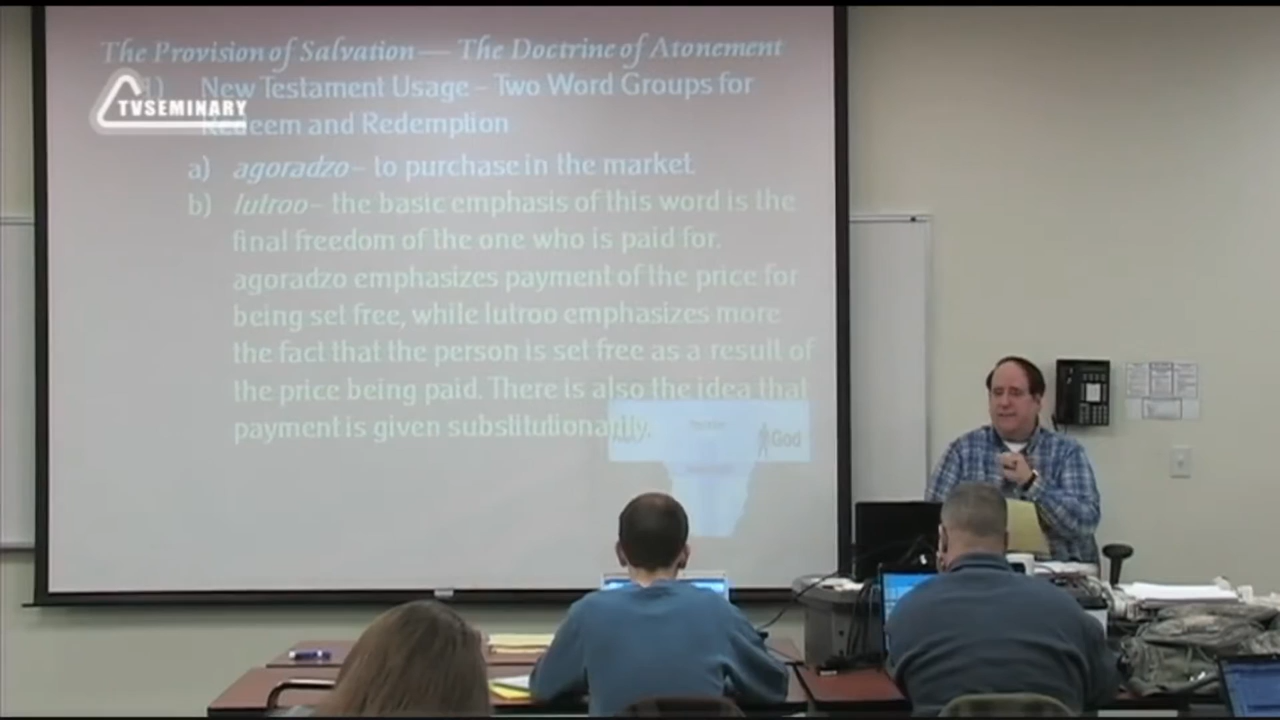 The Provision of Salvation — The Doctrine of Atonement
1) New Testament Usage – Two Word Groups for
Redeem and Redemption
TVSEMINARY
a) agoradzo – to purchase in the market
b) lutroo – the basic emphasis of this word is the
final freedom of the one who is paid for.
agoradzo emphasizes payment of the price for
being set free, while lutroo emphasizes more
the fact that the person is set free as a result of
the price being paid. There is also the idea that
payment is given substitutionarily.
God